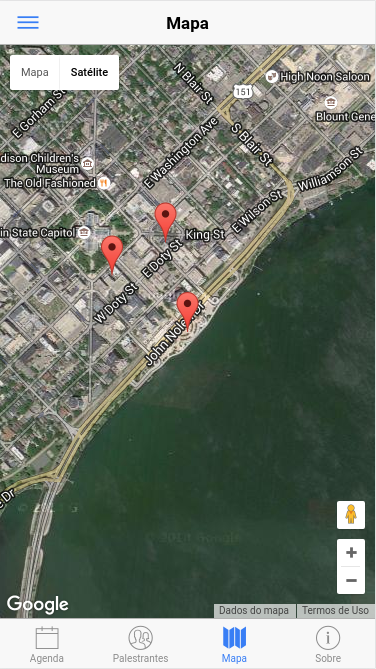 Mapa
Mapa
Satélite
N Blair St
High Noon Saloon
151
E Gorham St
Blount Gene
E Washington Ave
S Blair St
dison Children's
Museum
Williamson St
The Old Fashioned
E Wilson St
in State Capitol
King St
E Doty St
W Doty St
John Nolen Dr
e Dr
Google
Dados do mapa
Termos de Uso
Agenda
Palestrantes
Mapa
Sobre